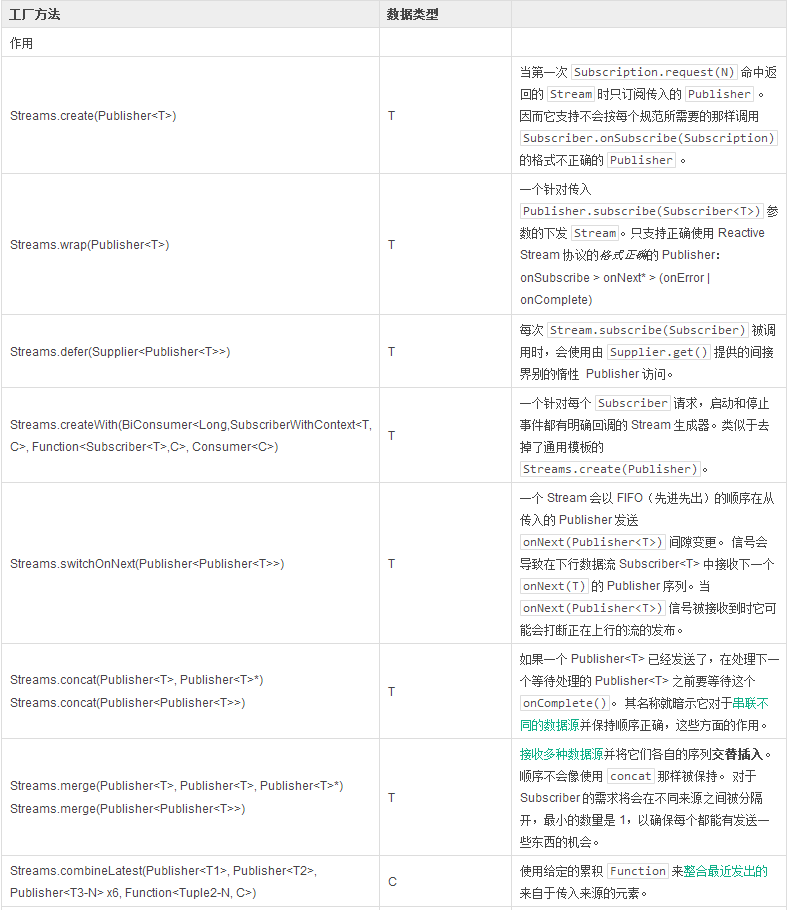 工厂方法 数据类型
作用
Streams.create(Publisher<T>)
T
当第一次 Subscription.request(N) 命中返
回的 Stream 时只订阅传入的 Publisher 。
因而它支持不会按每个规范所需要的那样调用
Subscriber.onSubscribe(Subscription)
的格式不正确的 Publisher 。
Streams.wrap(Publisher<T>)
T
一个针对传入
Publisher.subscribe(Subscriber<T>) 参
数的下发 Stream。只支持正确使用 Reactive
Stream 协议的格式正确的 Publisher：
onSubscribe > onNext* > (onError |
onComplete)
Streams.defer(Supplier<Publisher<T>>)
T
每次 Stream.subscribe(Subscriber) 被调
用时，会使用由 Supplier.get() 提供的间接
界别的惰性 Publisher 访问。
Streams.createWith(BiConsumer<Long,SubscriberWithContext<T,
C>, Function<Subscriber<T>,C>, Consumer<C>)
T
一个针对每个 Subscriber 请求，启动和停止
事件都有明确回调的 Stream 生成器。类似于去
掉了通用模板的
Streams.create(Publisher)。
Streams.switchOnNext(Publisher<Publisher<T>>)
T
一个 Stream 会以 FIFO（先进先出）的顺序在从
传入的 Publisher 发送
onNext(Publisher<T>) 间隙变更。 信号会
导致在下行数据流 Subscriber<T> 中接收下一个
onNext(T) 的 Publisher 序列。当
onNext(Publisher<T>) 信号被接收到时它可
能会打断正在上行的流的发布。
Streams.concat(Publisher<T>, Publisher<T>*)
Streams.concat(Publisher<Publisher<T>>)
T
如果一个 Publisher<T> 已经发送了，在处理下一
个等待处理的 Publisher<T> 之前要等待这个
onComplete()。 其名称就暗示它对于串联不
同的数据源并保持顺序正确，这些方面的作用。
Streams.merge(Publisher<T>, Publisher<T>, Publisher<T>*)
Streams.merge(Publisher<Publisher<T>>)
T
接收多种数据源并将它们各自的序列交替插入。
顺序不会像使用 concat 那样被保持。 对于
Subscriber 的需求将会在不同来源之间被分隔
开，最小的数量是 1，以确保每个都能有发送一
些东西的机会。
Streams.combineLatest(Publisher<T1>, Publisher<T2>,
Publisher<T3-N> x6, Function<Tuple2-N, C>)
C
使用给定的累积 Function 来整合最近发出的
来自于传入来源的元素。